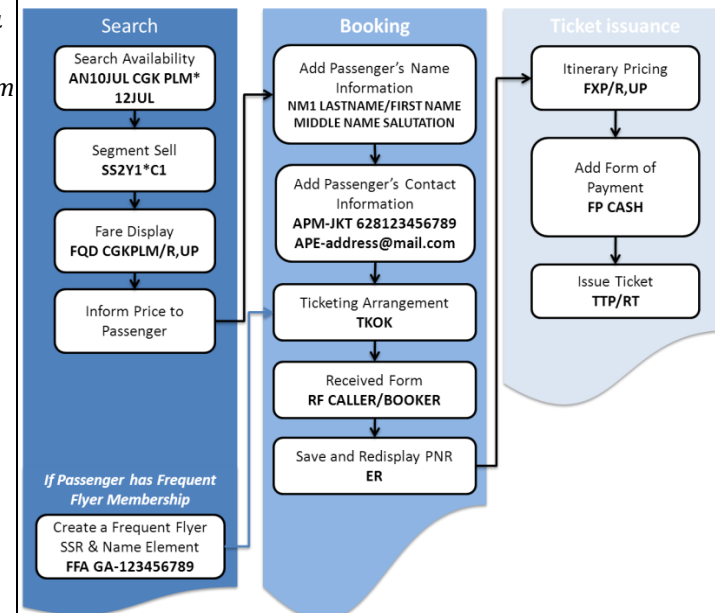 m
Search
Search Availability
AN10JUL CGK PLM*
12JUL
Segment Sell
SS2Y1*C1
Fare Display
FQD CGKPLM/R,UP
Inform Price to
Passenger
If Passenger has Frequent
Flyer Membership
Create a Frequent Flyer
SSR & Name Element
FFA GA-123456789
Booking
Add Passenger's Name
Information
NM1 LASTNAME/FIRST NAME
MIDDLE NAME SALUTATION
Add Passenger's Contact
Information
APM-JKT 628123456789
APE-address@mail.com
Ticketing Arrangement
TKOK
Received Form
RF CALLER/BOOKER
Save and Redisplay PNR
ER
Ticket issuance
Itinerary Pricing
FXP/R,UP
Add Form of
Payment
FP CASH
Issue Ticket
TTP/RT